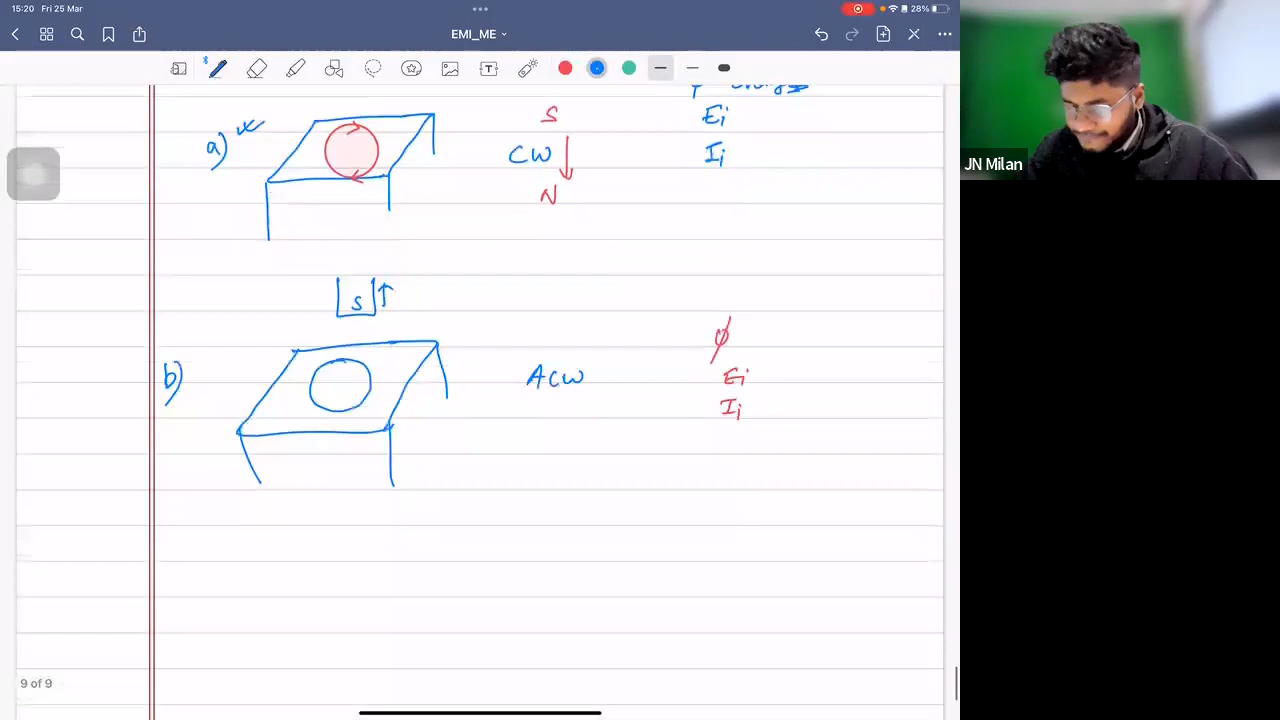 15:20 Fri 25 Mar
28%
EMI_ME
a) S
Ei
CW
Ii
N
S
b) ACW
ϕ
Ei
Ii
9 of 9
JN Milan